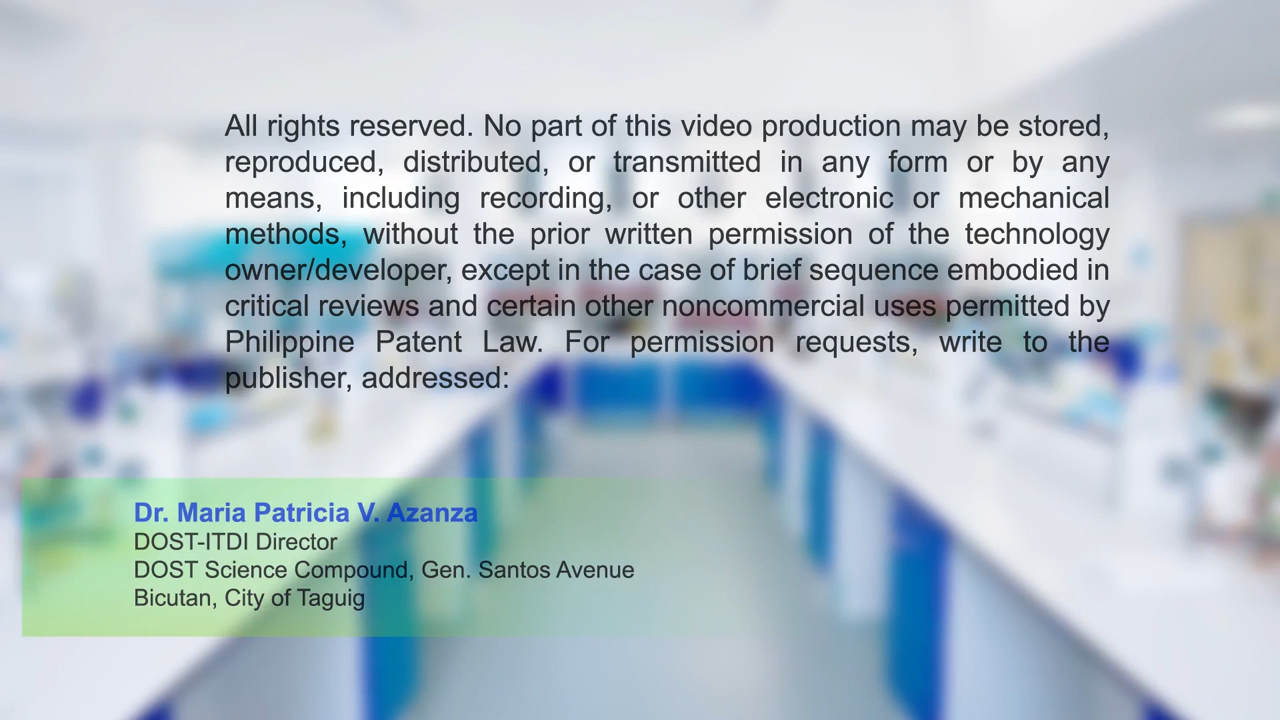 All rights reserved. No part of this video production may be stored,
reproduced, distributed, or transmitted in any form or by any
means, including recording, or other electronic or mechanical
methods, without the prior written permission of the technology
owner/developer, except in the case of brief sequence embodied in
critical reviews and certain other noncommercial uses permitted by
Philippine Patent Law. For permission requests, write to the
publisher, addressed:
Dr. Maria Patricia V. Azanza
DOST-ITDI Director
DOST Science Compound, Gen. Santos Avenue
Bicutan, City of Taguig